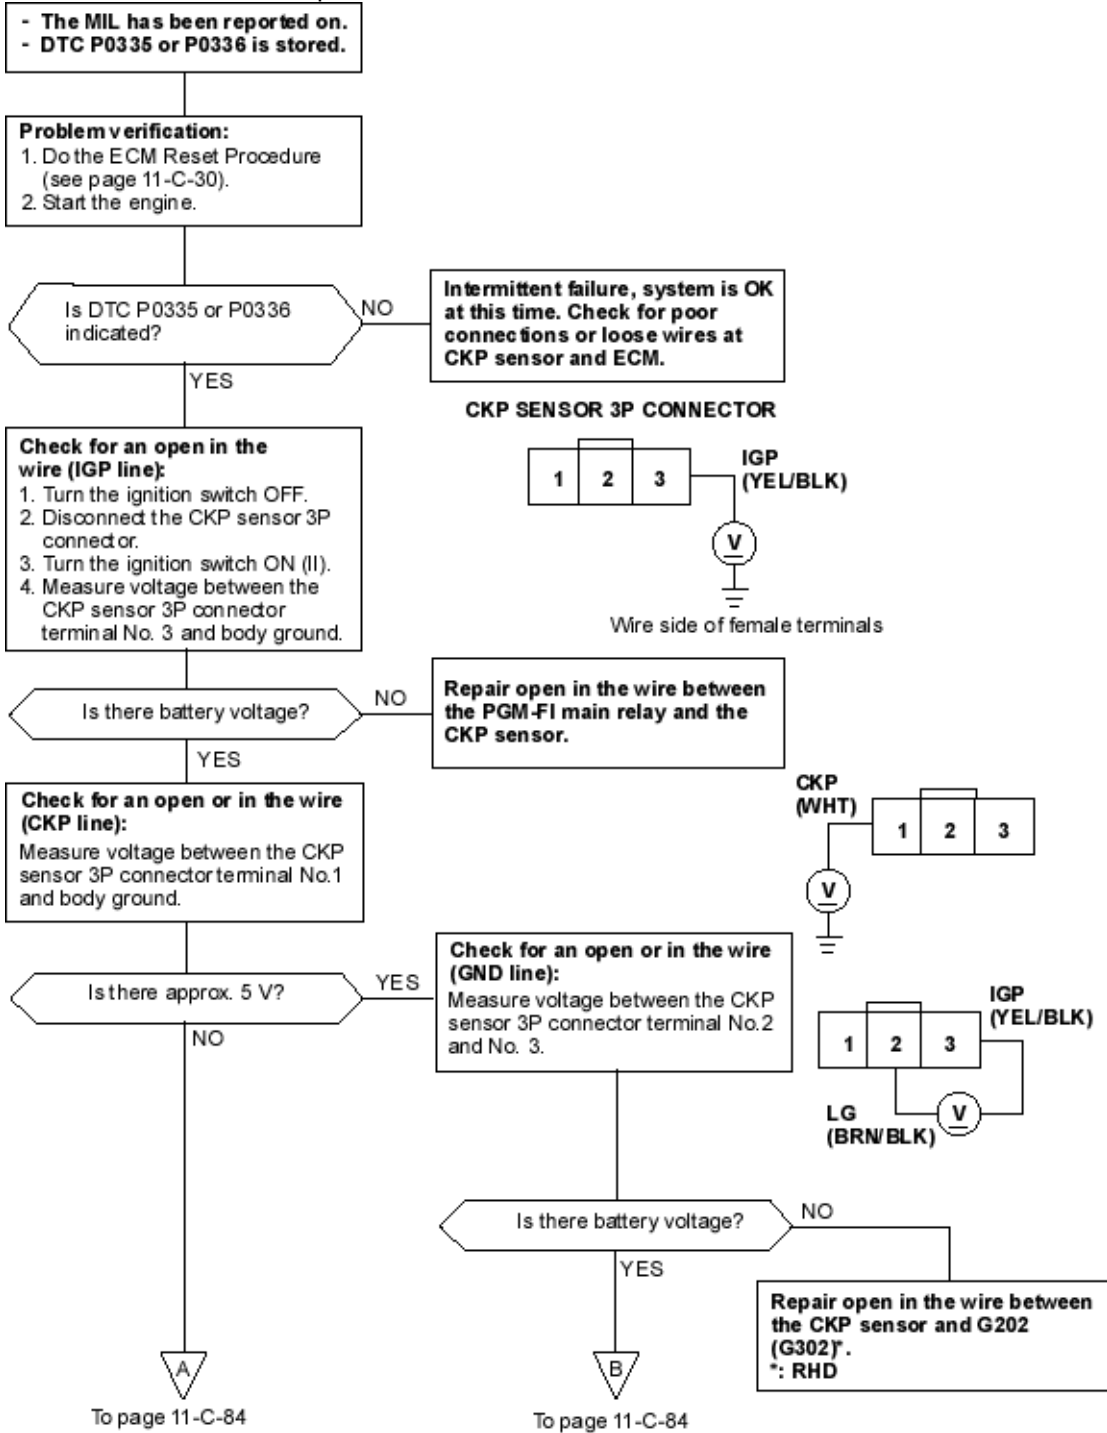 - The MIL has been reported on.
- DTC P0335 or P0336 is stored.
Problem verification:
1. Do the ECM Reset Procedure
(see page 11-C-30).
2. Start the engine.
Is DTC P0335 or P0336
indicated?
NO
Intermittent failure, system is OK
at this time. Check for poor
connections or loose wires at
CKP sensor and ECM.
YES
CKP SENSOR 3P CONNECTOR
1 2 3
IGP
(YEL/BLK)
V
Wire side of female terminals
Check for an open in the
wire (IGP line):
1. Turn the ignition switch OFF.
2. Disconnect the CKP sensor 3P
connector.
3. Turn the ignition switch ON (II).
4. Measure voltage between the
CKP sensor 3P connector
terminal No. 3 and body ground.
Is there battery voltage?
NO
Repair open in the wire between
the PGM-FI main relay and the
CKP sensor.
YES
Check for an open or in the wire
(CKP line):
Measure voltage between the CKP
sensor 3P connector terminal No.1
and body ground.
CKP
(WHT)
1 2 3
V
Is there approx. 5 V?
YES
NO
Check for an open or in the wire
(GND line):
Measure voltage between the CKP
sensor 3P connector terminal No.2
and No. 3.
IGP
(YEL/BLK)
1 2 3
LG
(BRN/BLK)
V
Is there battery voltage?
NO
YES
Repair open in the wire between
the CKP sensor and G202
(G302)*.
*: RHD
A
To page 11-C-84
B
To page 11-C-84